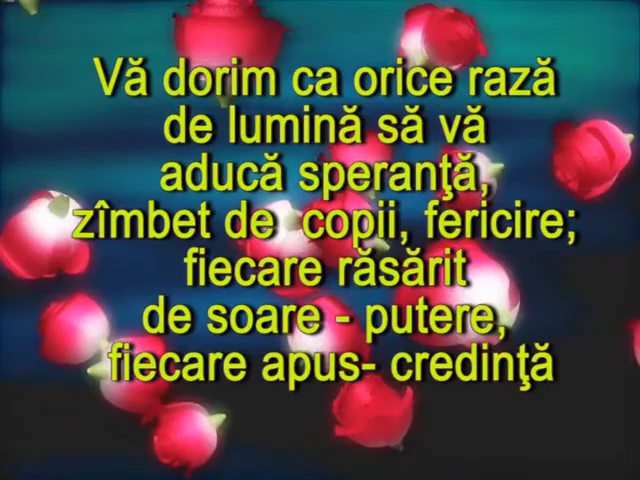 Vă dorim ca orice rază
de lumină să vă
aducă speranţă,
zîmbet de copii, fericire;
fiecare răsărit
de soare - putere,
fiecare apus- credinţă